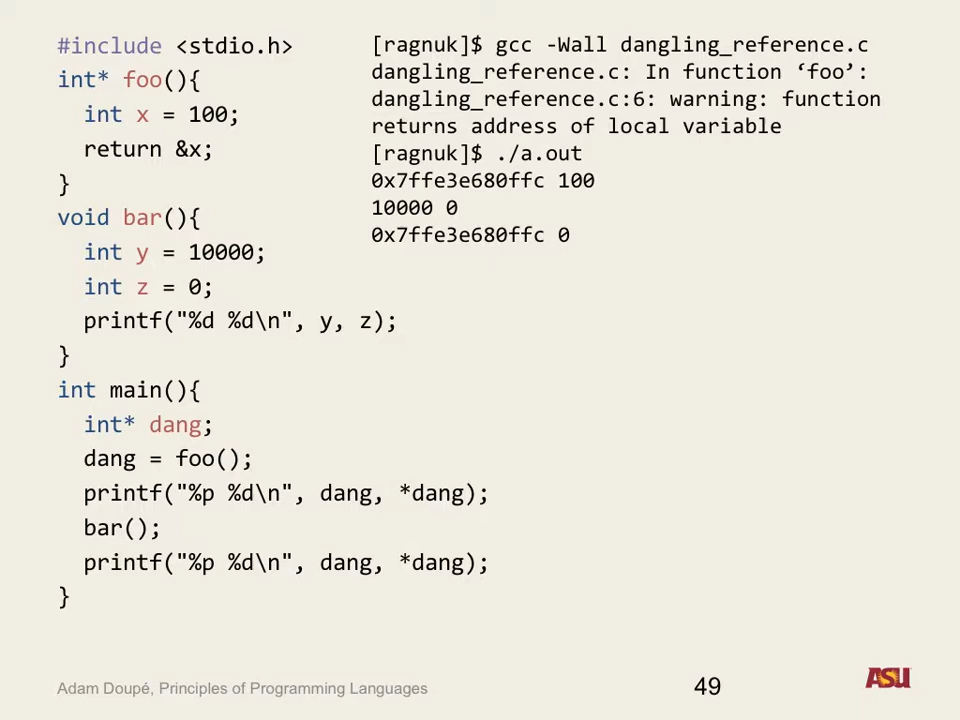 #include <stdio.h>
int* foo(){
  int x = 100;
  return &x;
}
void bar(){
  int y = 10000;
  int z = 0;
  printf("%d %d\n", y, z);
}
int main(){
  int* dang;
  dang = foo();
  printf("%p %d\n", dang, *dang);
  bar();
  printf("%p %d\n", dang, *dang);
}
[ragnuk]$ gcc -Wall dangling_reference.c
dangling_reference.c: In function ‘foo’:
dangling_reference.c:6: warning: function
returns address of local variable
[ragnuk]$ ./a.out
0x7ffe3e680ffc 100
10000 0
0x7ffe3e680ffc 0
Adam Doupé, Principles of Programming Languages
49
ASU